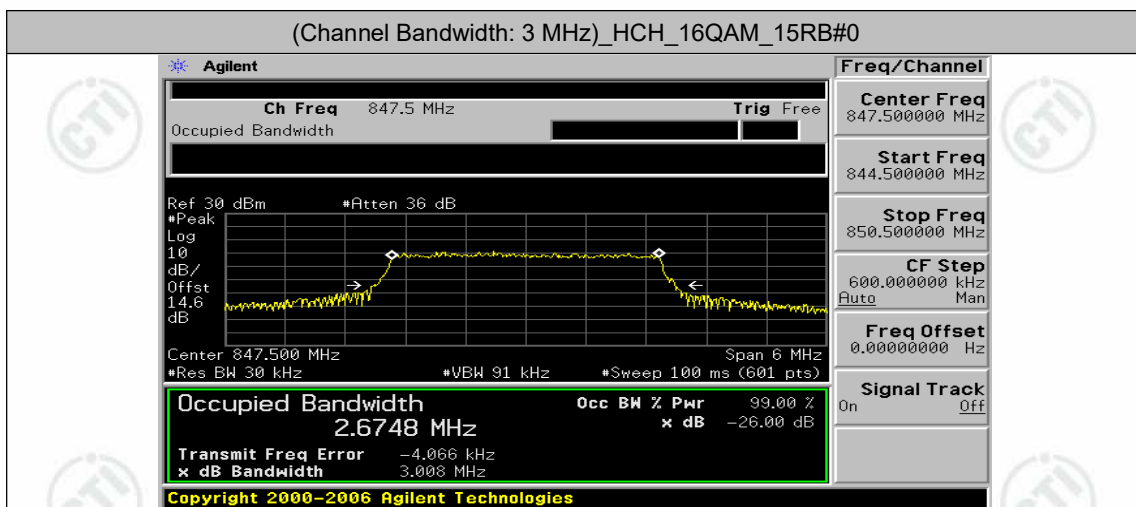 (Channel Bandwidth: 3 MHz)_HCH_16QAM_15RB#0
Agilent
Freq/Channel
Ch Freq 847.5 MHz Trig Free
Occupied Bandwidth
Center Freq
847.500000 MHz
Start Freq
844.500000 MHz
Stop Freq
850.500000 MHz
CF Step
600.000000 kHz
Auto Man
Freq Offset
0.00000000 Hz
Signal Track
On Off
Ref 30 dBm #Atten 36 dB
#Peak
Log
10
dB/
Offst
14.6
dB
Center 847.500 MHz Span 6 MHz
#Res BW 30 kHz #VBW 91 kHz #Sweep 100 ms (601 pts)
Occupied Bandwidth Occ BW % Pwr 99.00 %
2.6748 MHz x dB -26.00 dB
Transmit Freq Error -4.066 kHz
x dB Bandwidth 3.008 MHz
Copyright 2000-2006 Agilent Technologies
CTI
CTI
CTI
CTI